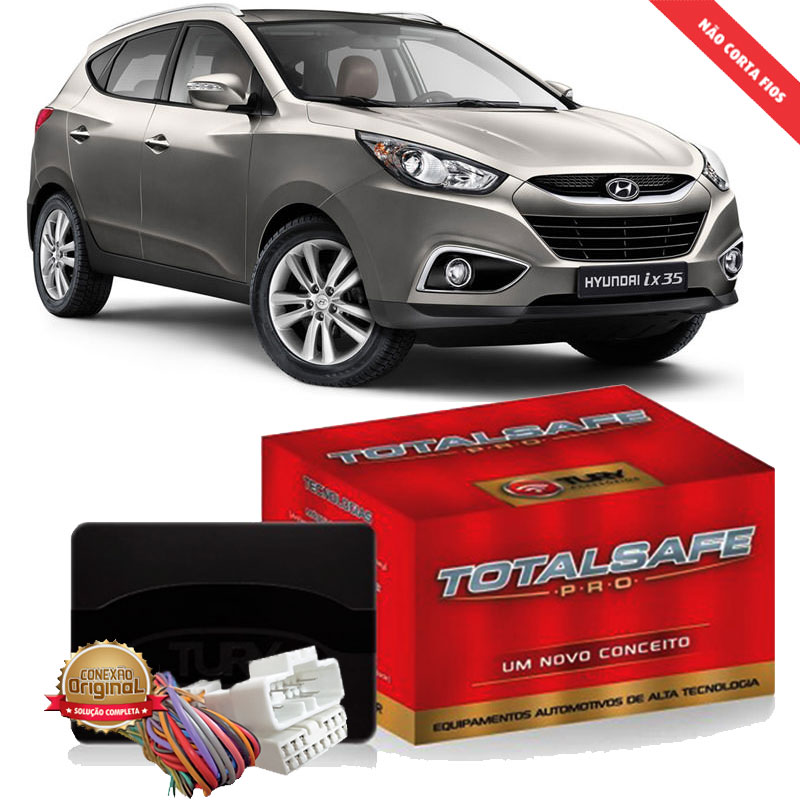 NÃO CORTA FIOS
HYUNDAI ix35
TOTALSAFE
PRO
TURY
ACESSÓRIOS
TECNOLOGIAS
TOTALSAFE
PRO
UM NOVO CONCEITO
EQUIPAMENTOS AUTOMOTIVOS DE ALTA TECNOLOGIA
TURY
CONEXÃO
ORIGINAL
SOLUÇÃO COMPLETA